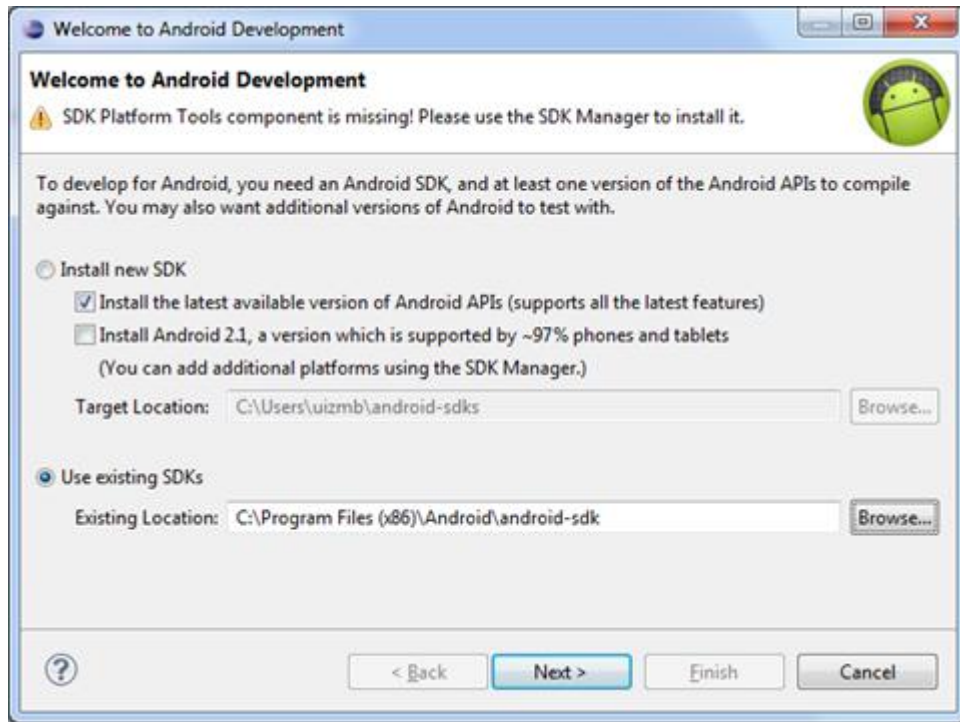 Welcome to Android Development
Welcome to Android Development
SDK Platform Tools component is missing! Please use the SDK Manager to install it.
To develop for Android, you need an Android SDK, and at least one version of the Android APIs to compile
against. You may also want additional versions of Android to test with.
Install new SDK
Install the latest available version of Android APIs (supports all the latest features)
Install Android 2.1, a version which is supported by ~97% phones and tablets
(You can add additional platforms using the SDK Manager.)
Target Location: C:\Users\uizmb\android-sdks Browse...
Use existing SDKs
Existing Location: C:\Program Files (x86)\Android\android-sdk Browse...
? < Back Next > Finish Cancel